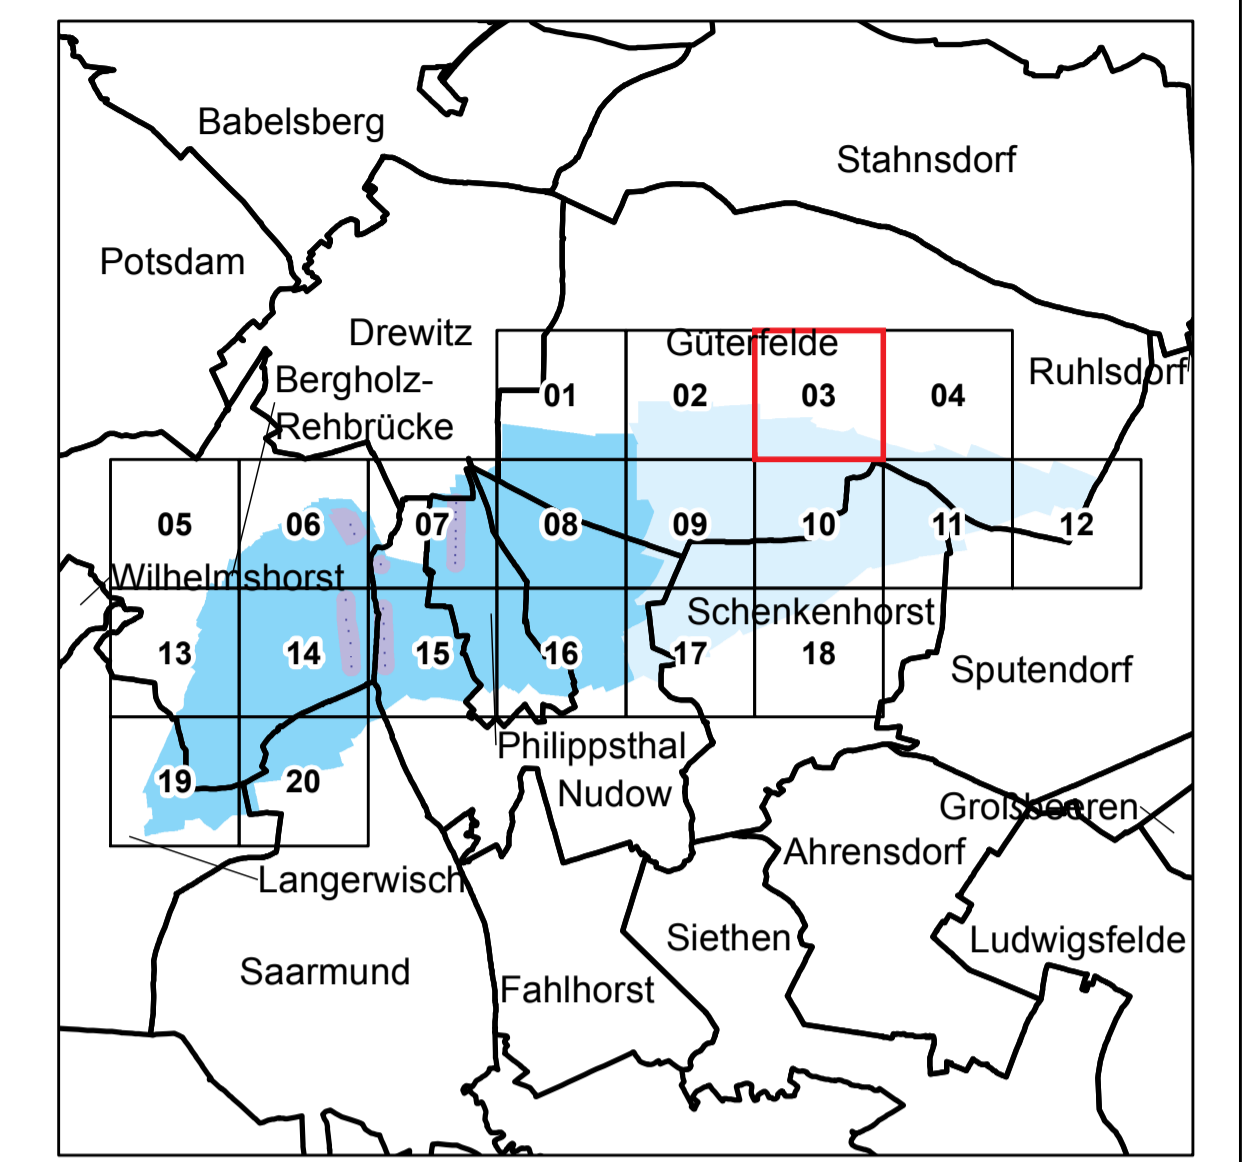 Babelsberg
Stahnsdorf
Potsdam
Drewitz
Güterfelde
Ruhlsdorf
Bergholz-
Rehbrücke
01 02 03 04
05 06 07 08 09 10 11 12
Wilhelmshorst
Schenkenhorst
13 14 15 16 17 18
Sputendorf
Philippsthal
19 20
Nudow
Großbeeren
Ahrensdorf
Langerwisch
Siethen
Ludwigsfelde
Saarmund
Fahlhorst